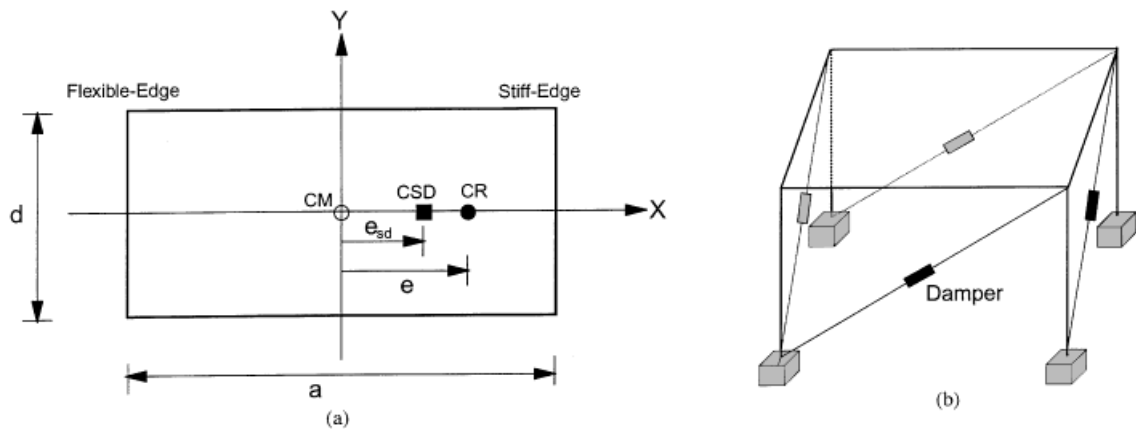 Y
Flexible-Edge
Stiff-Edge
CM
CSD
CR
X
d
e_sd
e
a
(a)
Damper
(b)